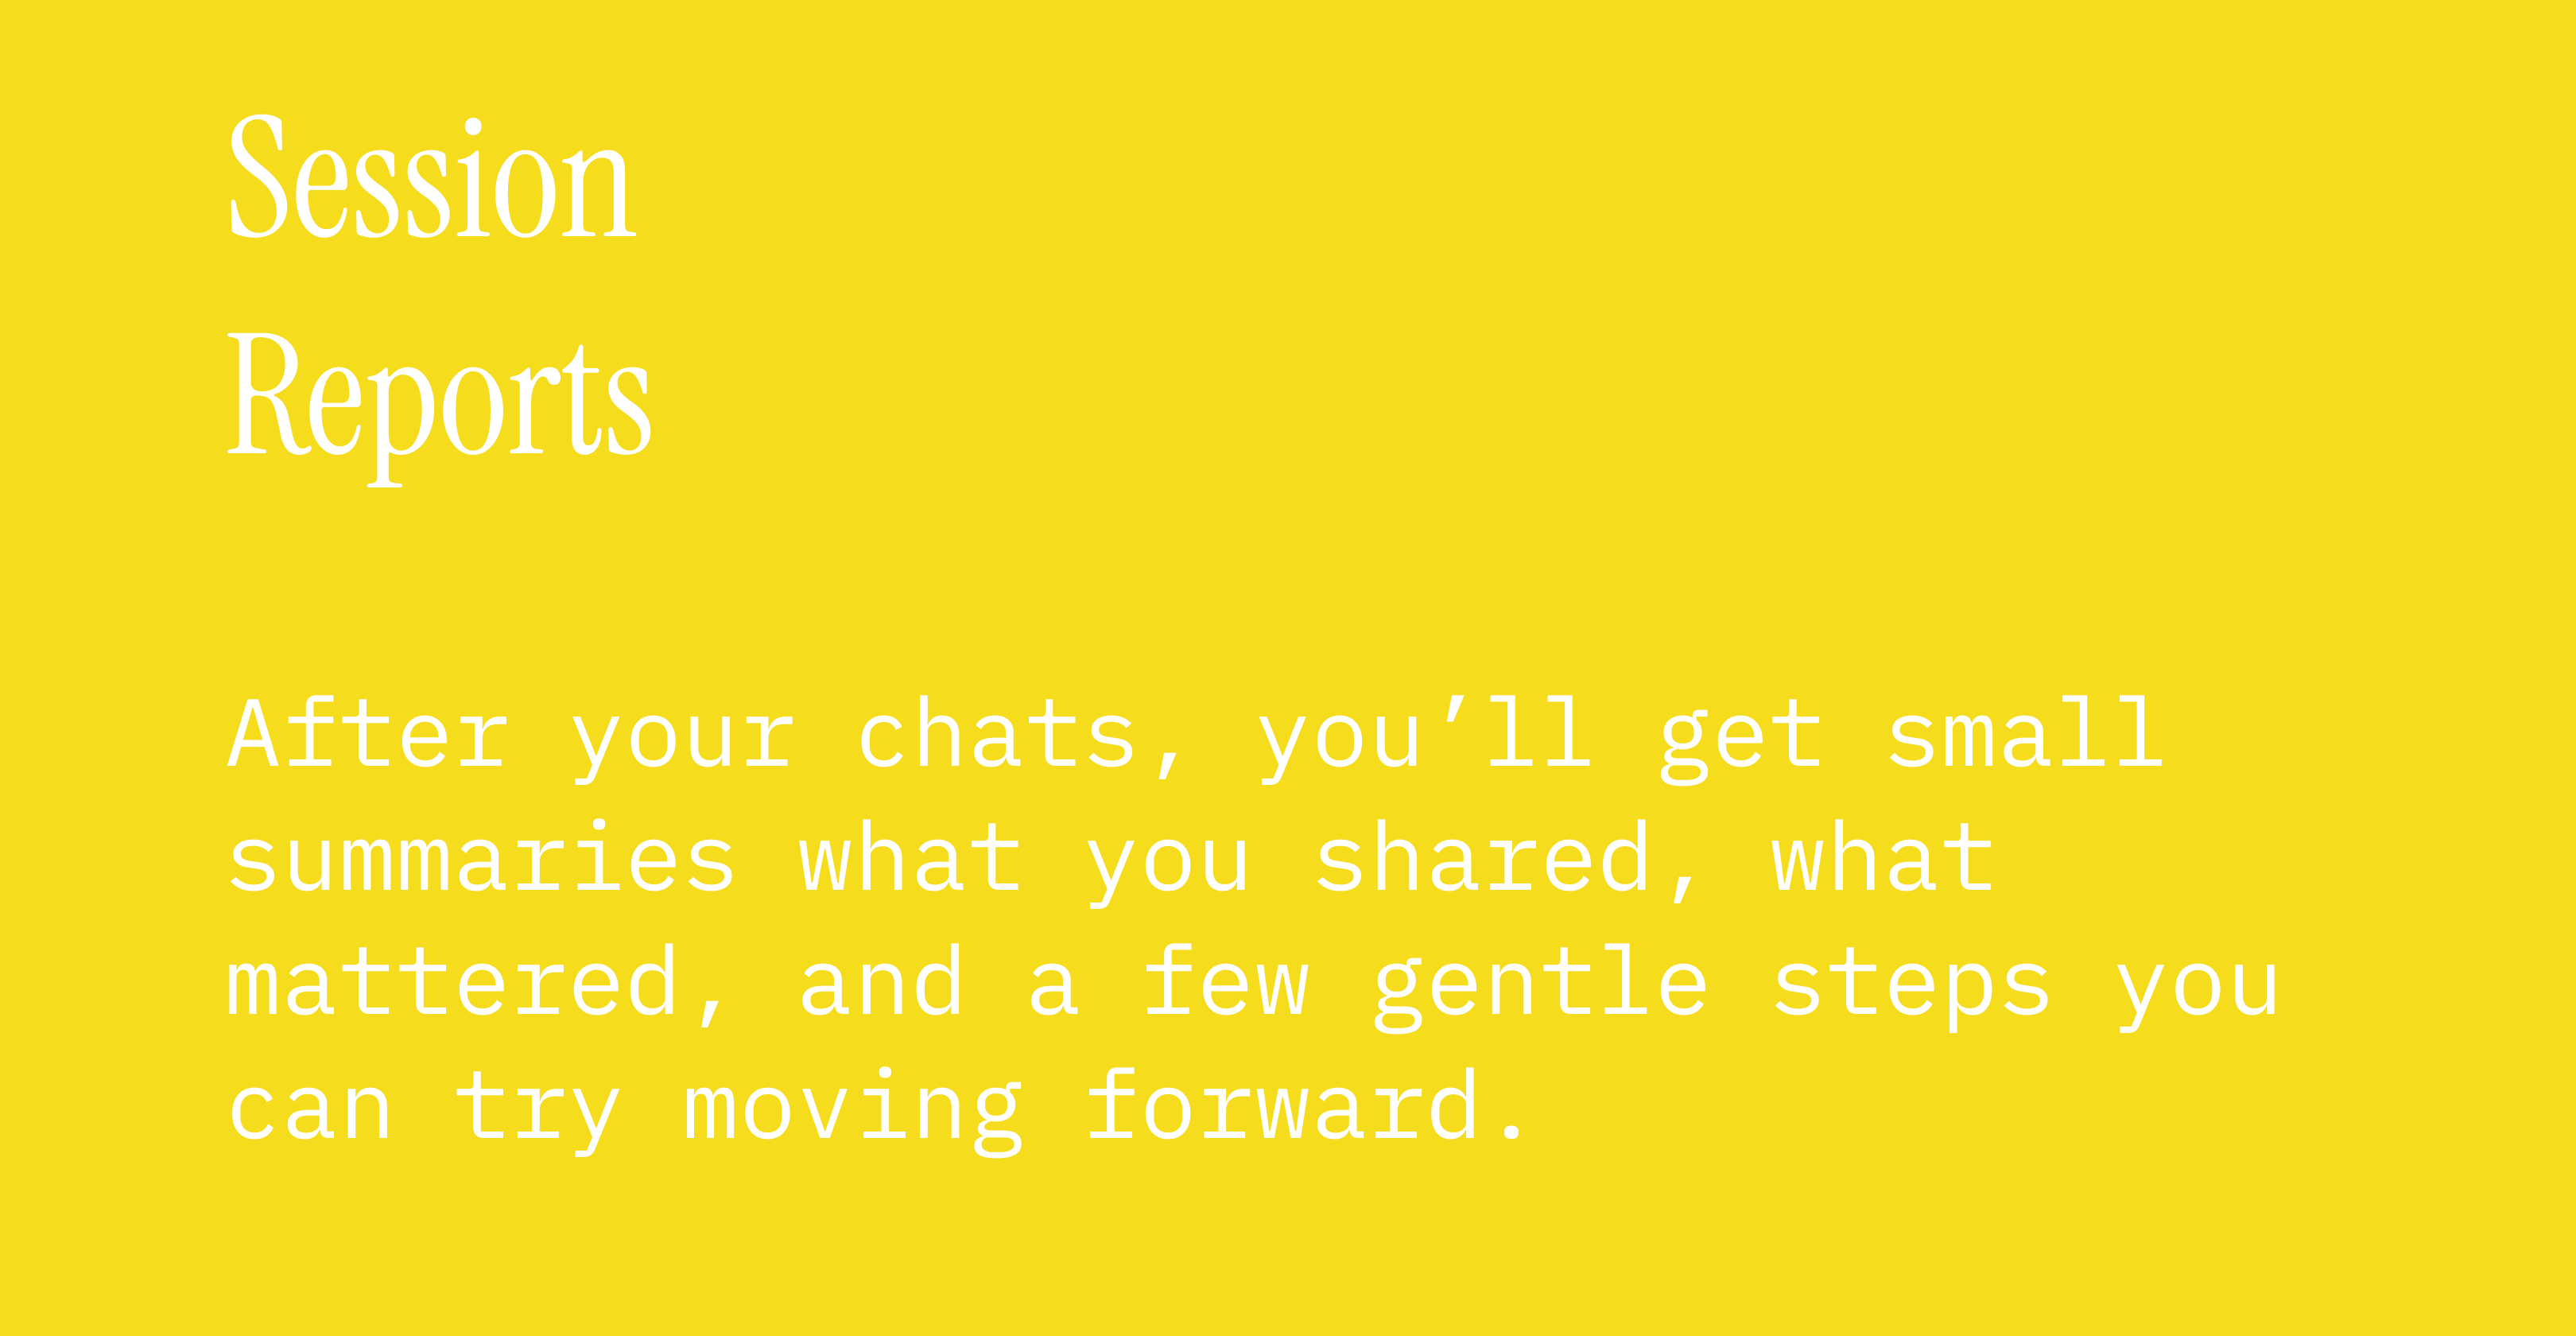 Session
Reports
After your chats, you’ll get small
summaries what you shared, what
mattered, and a few gentle steps you
can try moving forward.